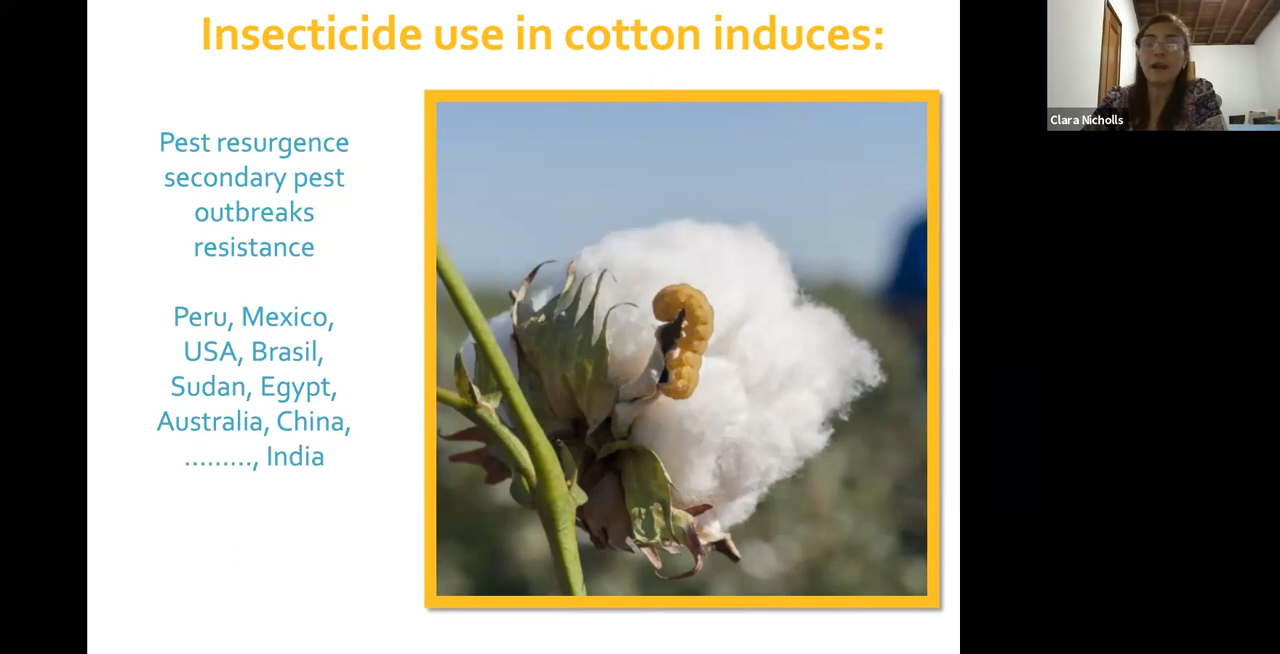 Insecticide use in cotton induces:
Pest resurgence
secondary pest
outbreaks
resistance
Peru, Mexico,
USA, Brasil,
Sudan, Egypt,
Australia, China,
........., India
Clara Nicholls